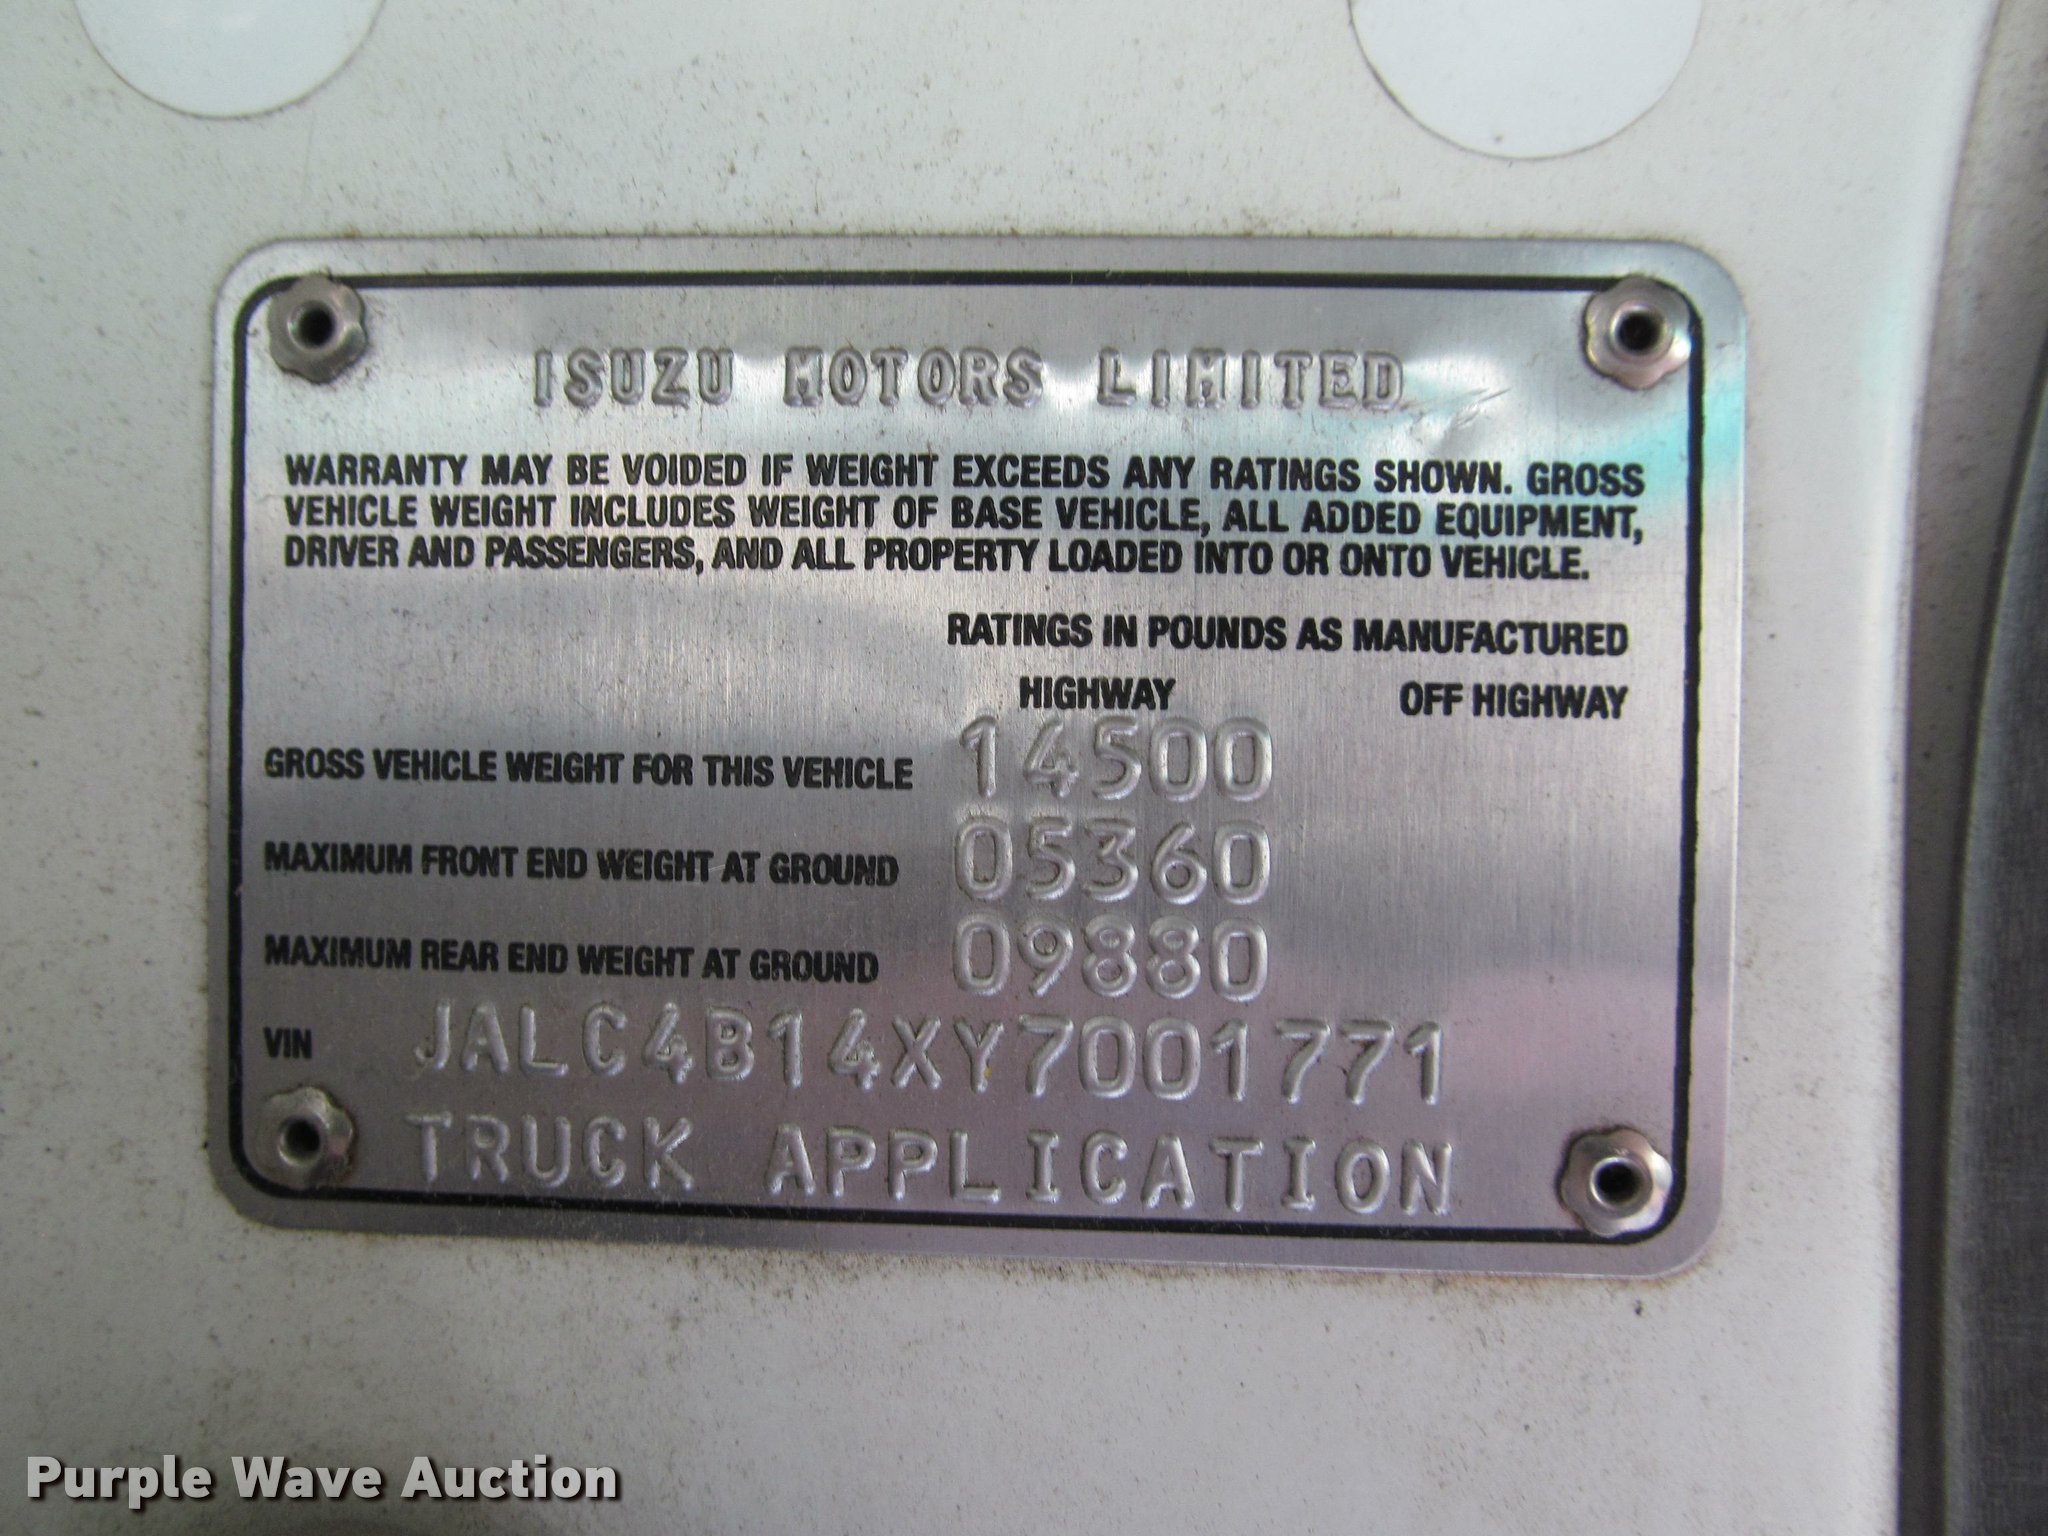 ISUZU MOTORS LIMITED
WARRANTY MAY BE VOIDED IF WEIGHT EXCEEDS ANY RATINGS SHOWN. GROSS
VEHICLE WEIGHT INCLUDES WEIGHT OF BASE VEHICLE, ALL ADDED EQUIPMENT,
DRIVER AND PASSENGERS, AND ALL PROPERTY LOADED INTO OR ONTO VEHICLE.
RATINGS IN POUNDS AS MANUFACTURED
HIGHWAY OFF HIGHWAY
GROSS VEHICLE WEIGHT FOR THIS VEHICLE 14500
MAXIMUM FRONT END WEIGHT AT GROUND 05360
MAXIMUM REAR END WEIGHT AT GROUND 09880
VIN JALC4B14XY7001771
TRUCK APPLICATION
Purple Wave Auction